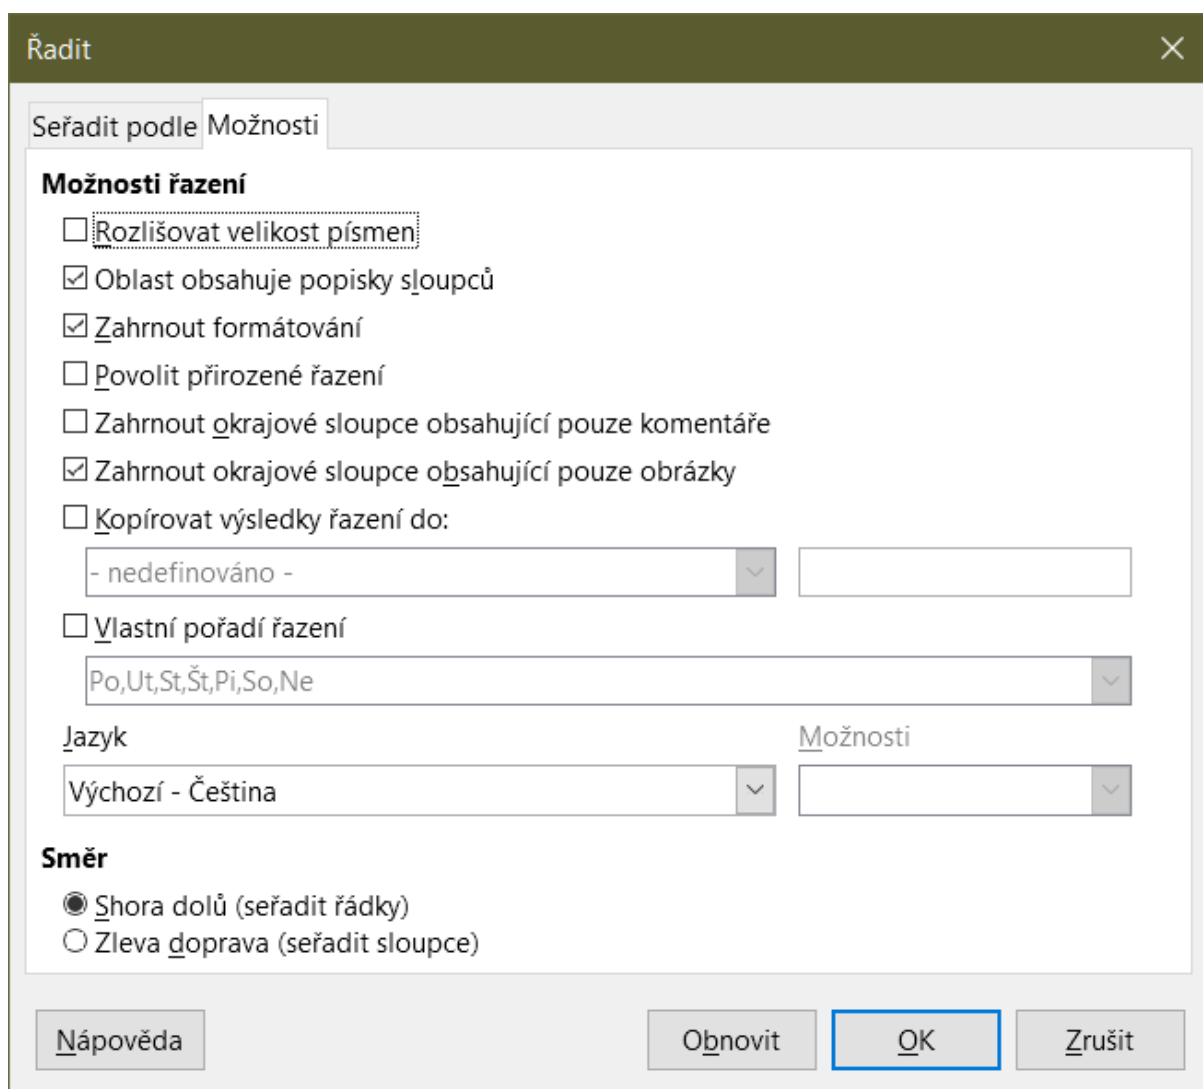 Řadit
Seřadit podle Možnosti
Možnosti řazení
Rozlišovat velikost písmen
Oblast obsahuje popisky sloupců
Zahrnout formátování
Povolit přirozené řazení
Zahrnout okrajové sloupce obsahující pouze komentáře
Zahrnout okrajové sloupce obsahující pouze obrázky
Kopírovat výsledky řazení do:
- nedefinováno -
Vlastní pořadí řazení
Po,Ut,St,Št,Pi,So,Ne
Jazyk Možnosti
Výchozí - Čeština
Směr
Shora dolů (seřadit řádky)
Zleva doprava (seřadit sloupce)
Nápověda Obnovit OK Zrušit